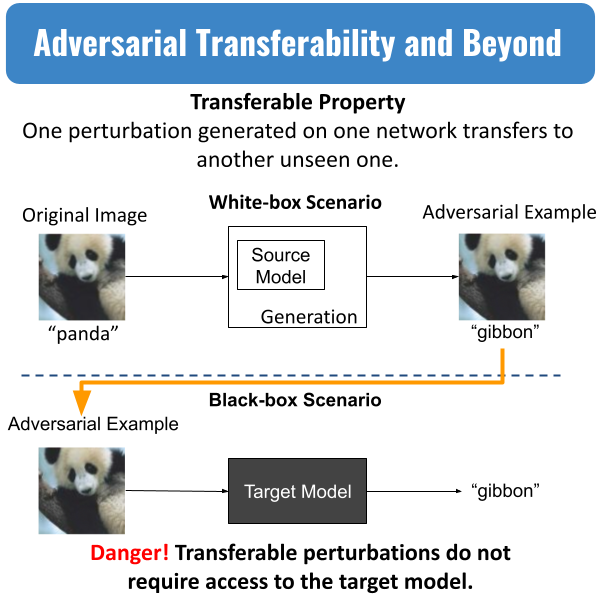 Adversarial Transferability and Beyond
Transferable Property
One perturbation generated on one network transfers to
another unseen one.
White-box Scenario
Original Image
Adversarial Example
Source
Model
Generation
“panda”
“gibbon”
Black-box Scenario
Adversarial Example
Target Model
“gibbon”
Danger! Transferable perturbations do not
require access to the target model.